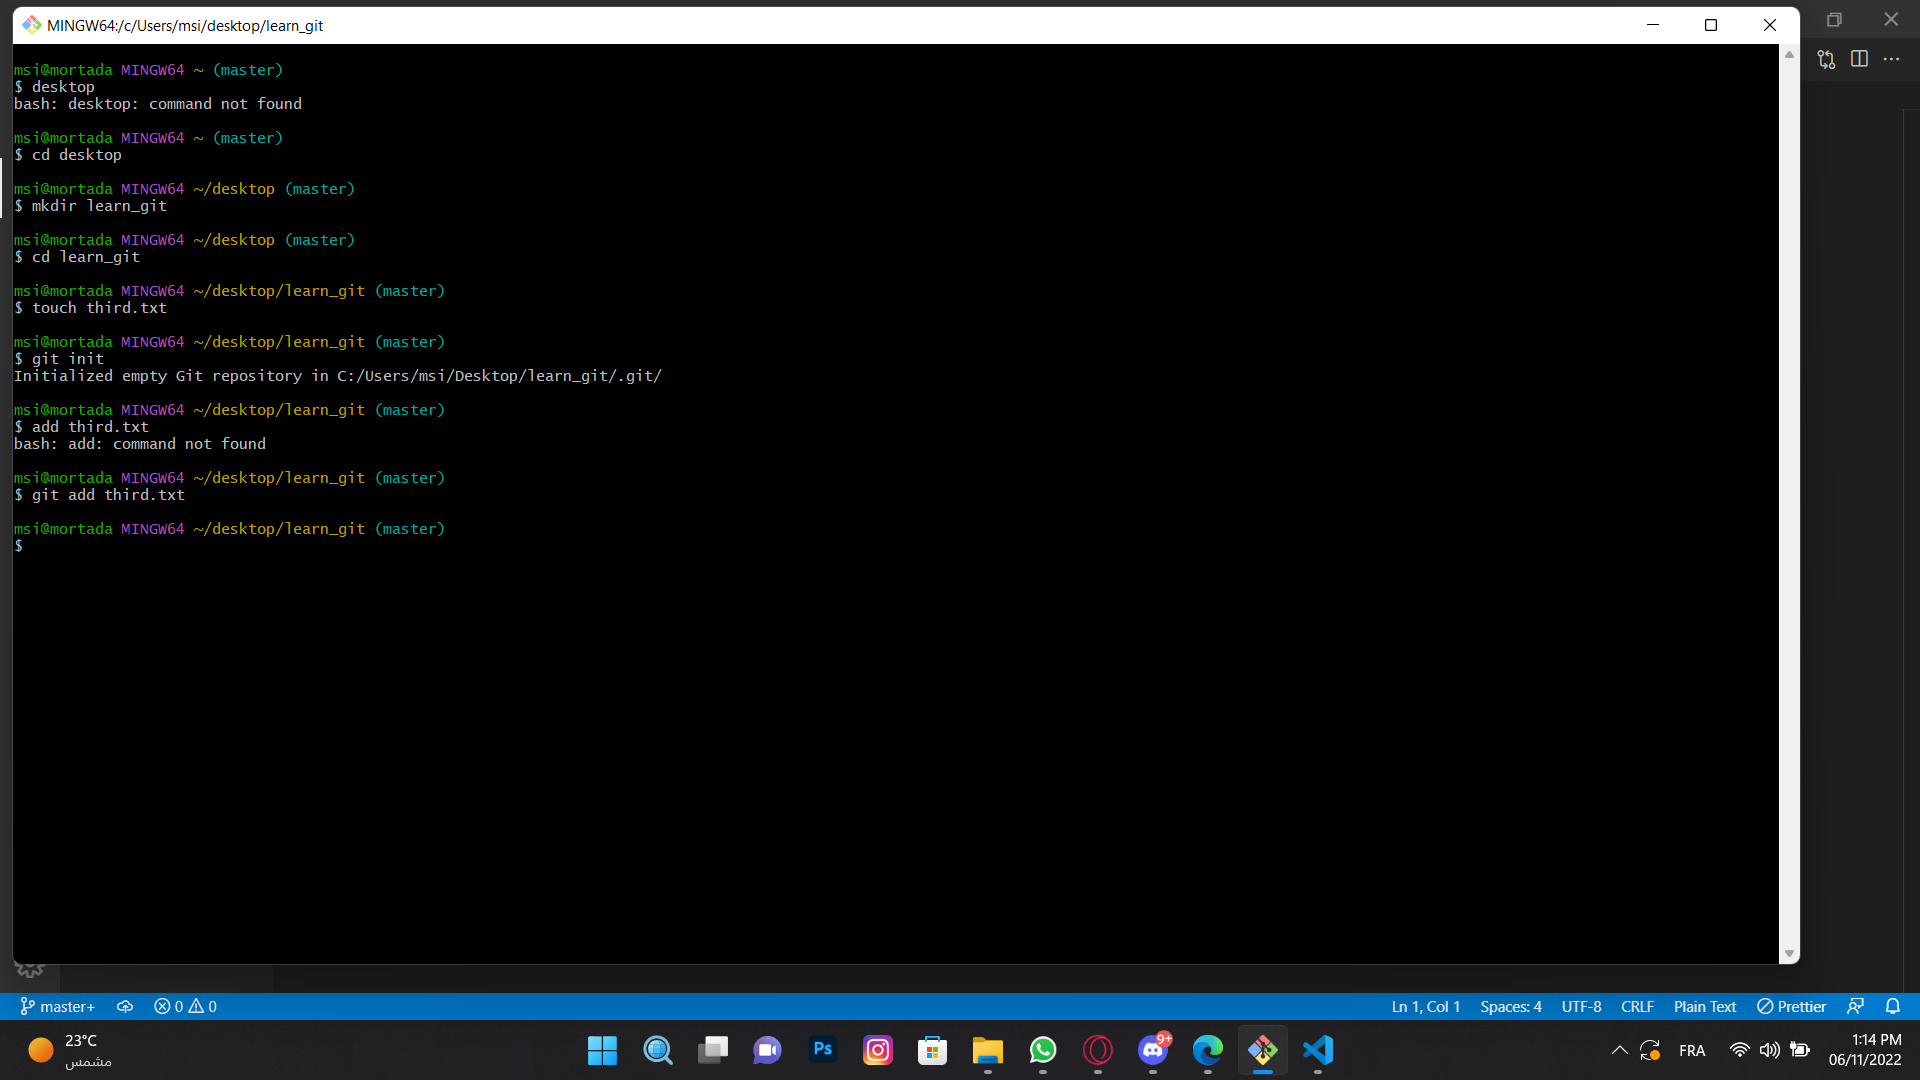 MINGW64:/c/Users/msi/desktop/learn_git
msi@mortada MINGW64 ~ (master)
$ desktop
bash: desktop: command not found
msi@mortada MINGW64 ~ (master)
$ cd desktop
msi@mortada MINGW64 ~/desktop (master)
$ mkdir learn_git
msi@mortada MINGW64 ~/desktop (master)
$ cd learn_git
msi@mortada MINGW64 ~/desktop/learn_git (master)
$ touch third.txt
msi@mortada MINGW64 ~/desktop/learn_git (master)
$ git init
Initialized empty Git repository in C:/Users/msi/Desktop/learn_git/.git/
msi@mortada MINGW64 ~/desktop/learn_git (master)
$ add third.txt
bash: add: command not found
msi@mortada MINGW64 ~/desktop/learn_git (master)
$ git add third.txt
msi@mortada MINGW64 ~/desktop/learn_git (master)
$
master+ 0 0 Ln 1, Col 1 Spaces: 4 UTF-8 CRLF Plain Text Prettier
23°C
مشمس
Ps
9+
FRA
1:14 PM
06/11/2022